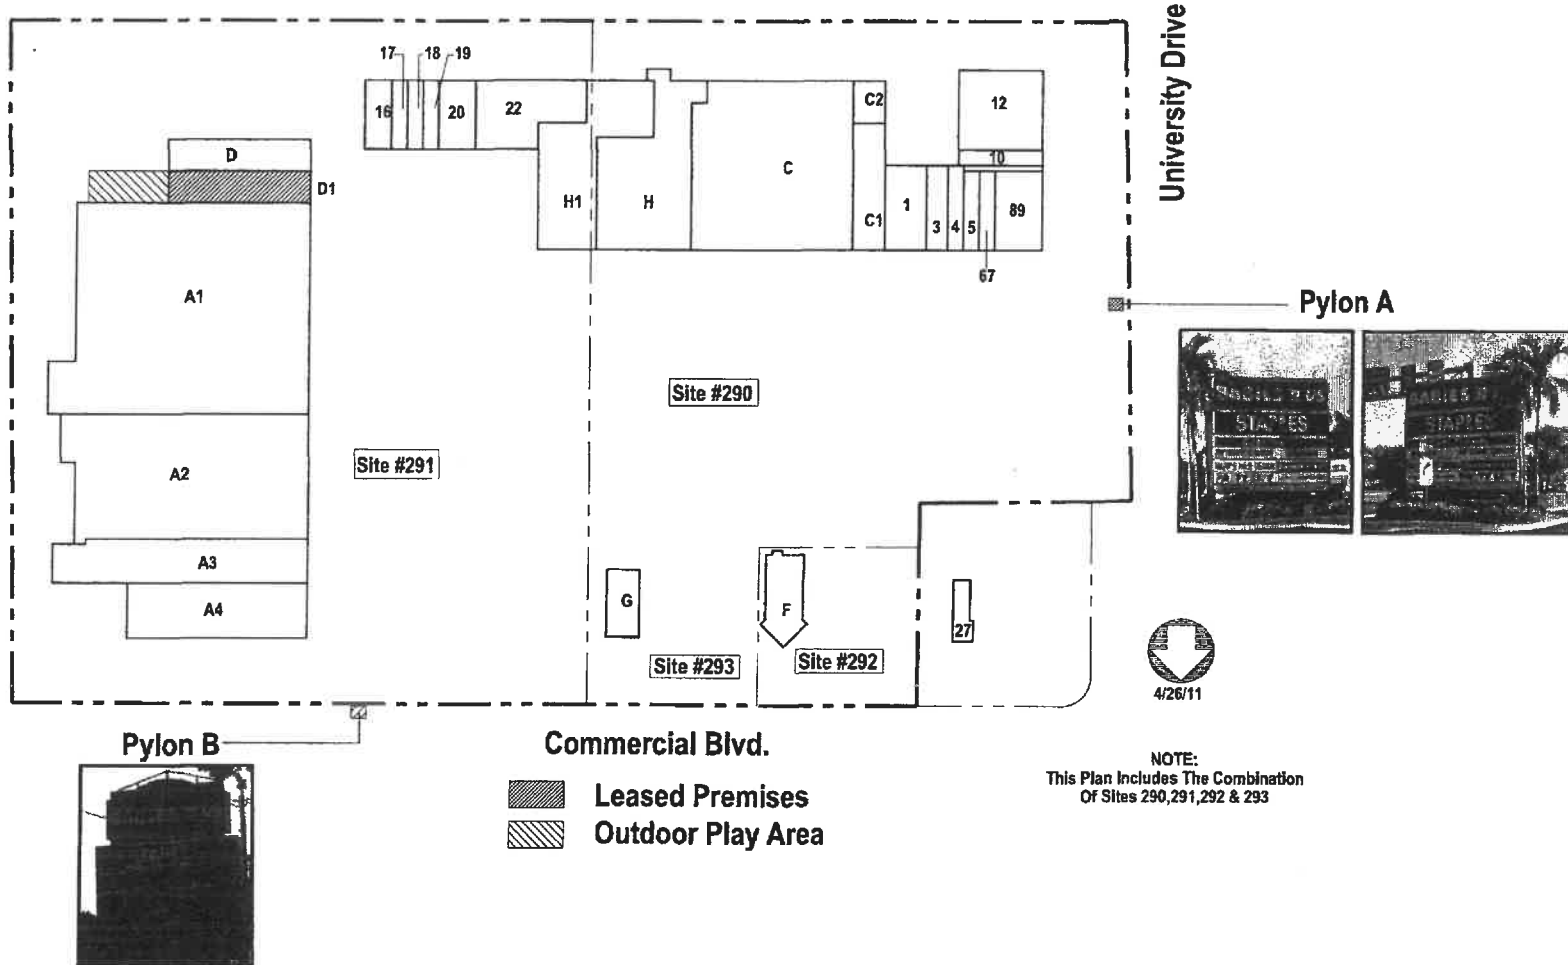 University Drive
17
18
19
16
20
22
C2
12
10
D
D1
C
H1
H
C1
1
3
4
5
89
67
A1
Pylon A
Site #290
BABIES R US
STAPLES
STAPLES
Site #291
A2
A3
A4
G
F
27
Site #293
Site #292
4/26/11
Pylon B
Commercial Blvd.
NOTE:
This Plan Includes The Combination
Of Sites 290,291,292 & 293
Leased Premises
Outdoor Play Area